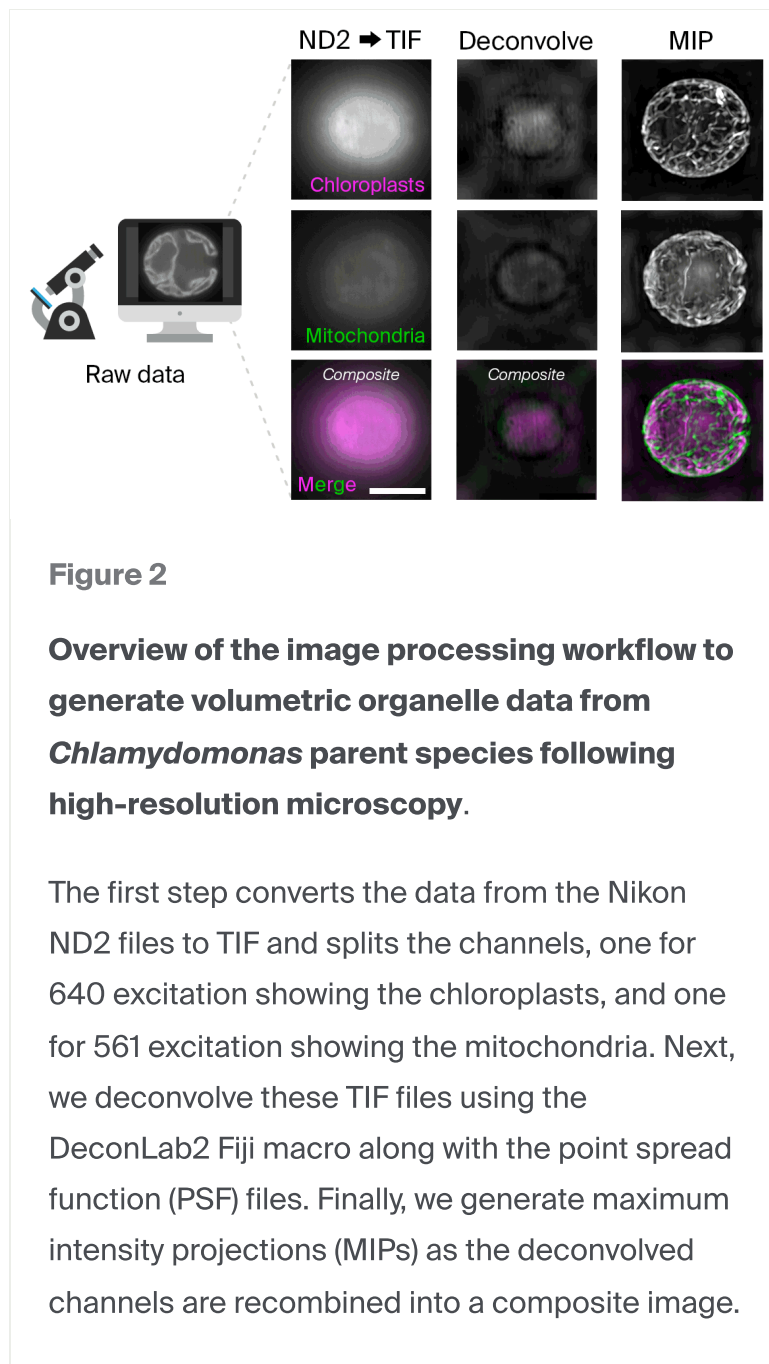 ND2 ➡ TIF Deconvolve MIP
Chloroplasts
Mitochondria
Raw data
Composite Composite
Merge
Figure 2
Overview of the image processing workflow to
generate volumetric organelle data from
Chlamydomonas parent species following
high-resolution microscopy.
The first step converts the data from the Nikon
ND2 files to TIF and splits the channels, one for
640 excitation showing the chloroplasts, and one
for 561 excitation showing the mitochondria. Next,
we deconvolve these TIF files using the
DeconLab2 Fiji macro along with the point spread
function (PSF) files. Finally, we generate maximum
intensity projections (MIPs) as the deconvolved
channels are recombined into a composite image.